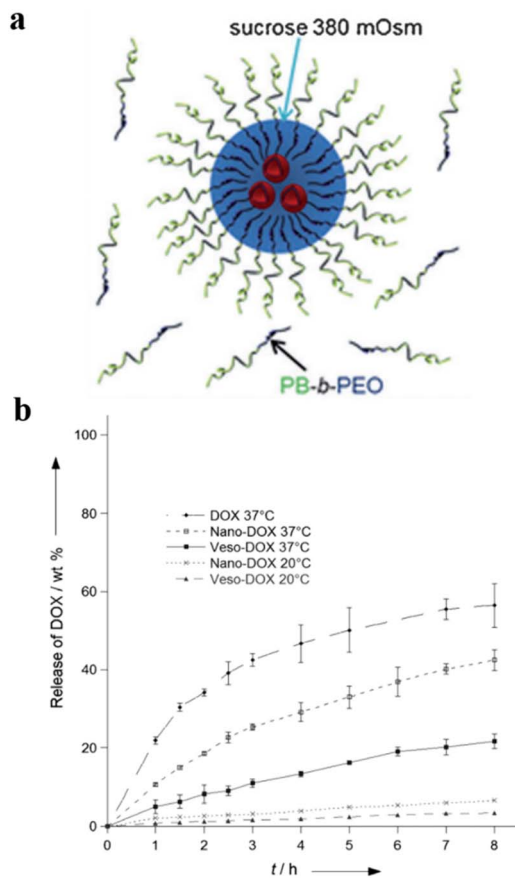 a
sucrose 380 mOsm
PB-b-PEO
b
100
80
60
40
20
0
Release of DOX / wt %
DOX 37°C
Nano-DOX 37°C
Veso-DOX 37°C
Nano-DOX 20°C
Veso-DOX 20°C
0 1 2 3 4 5 6 7 8
t / h